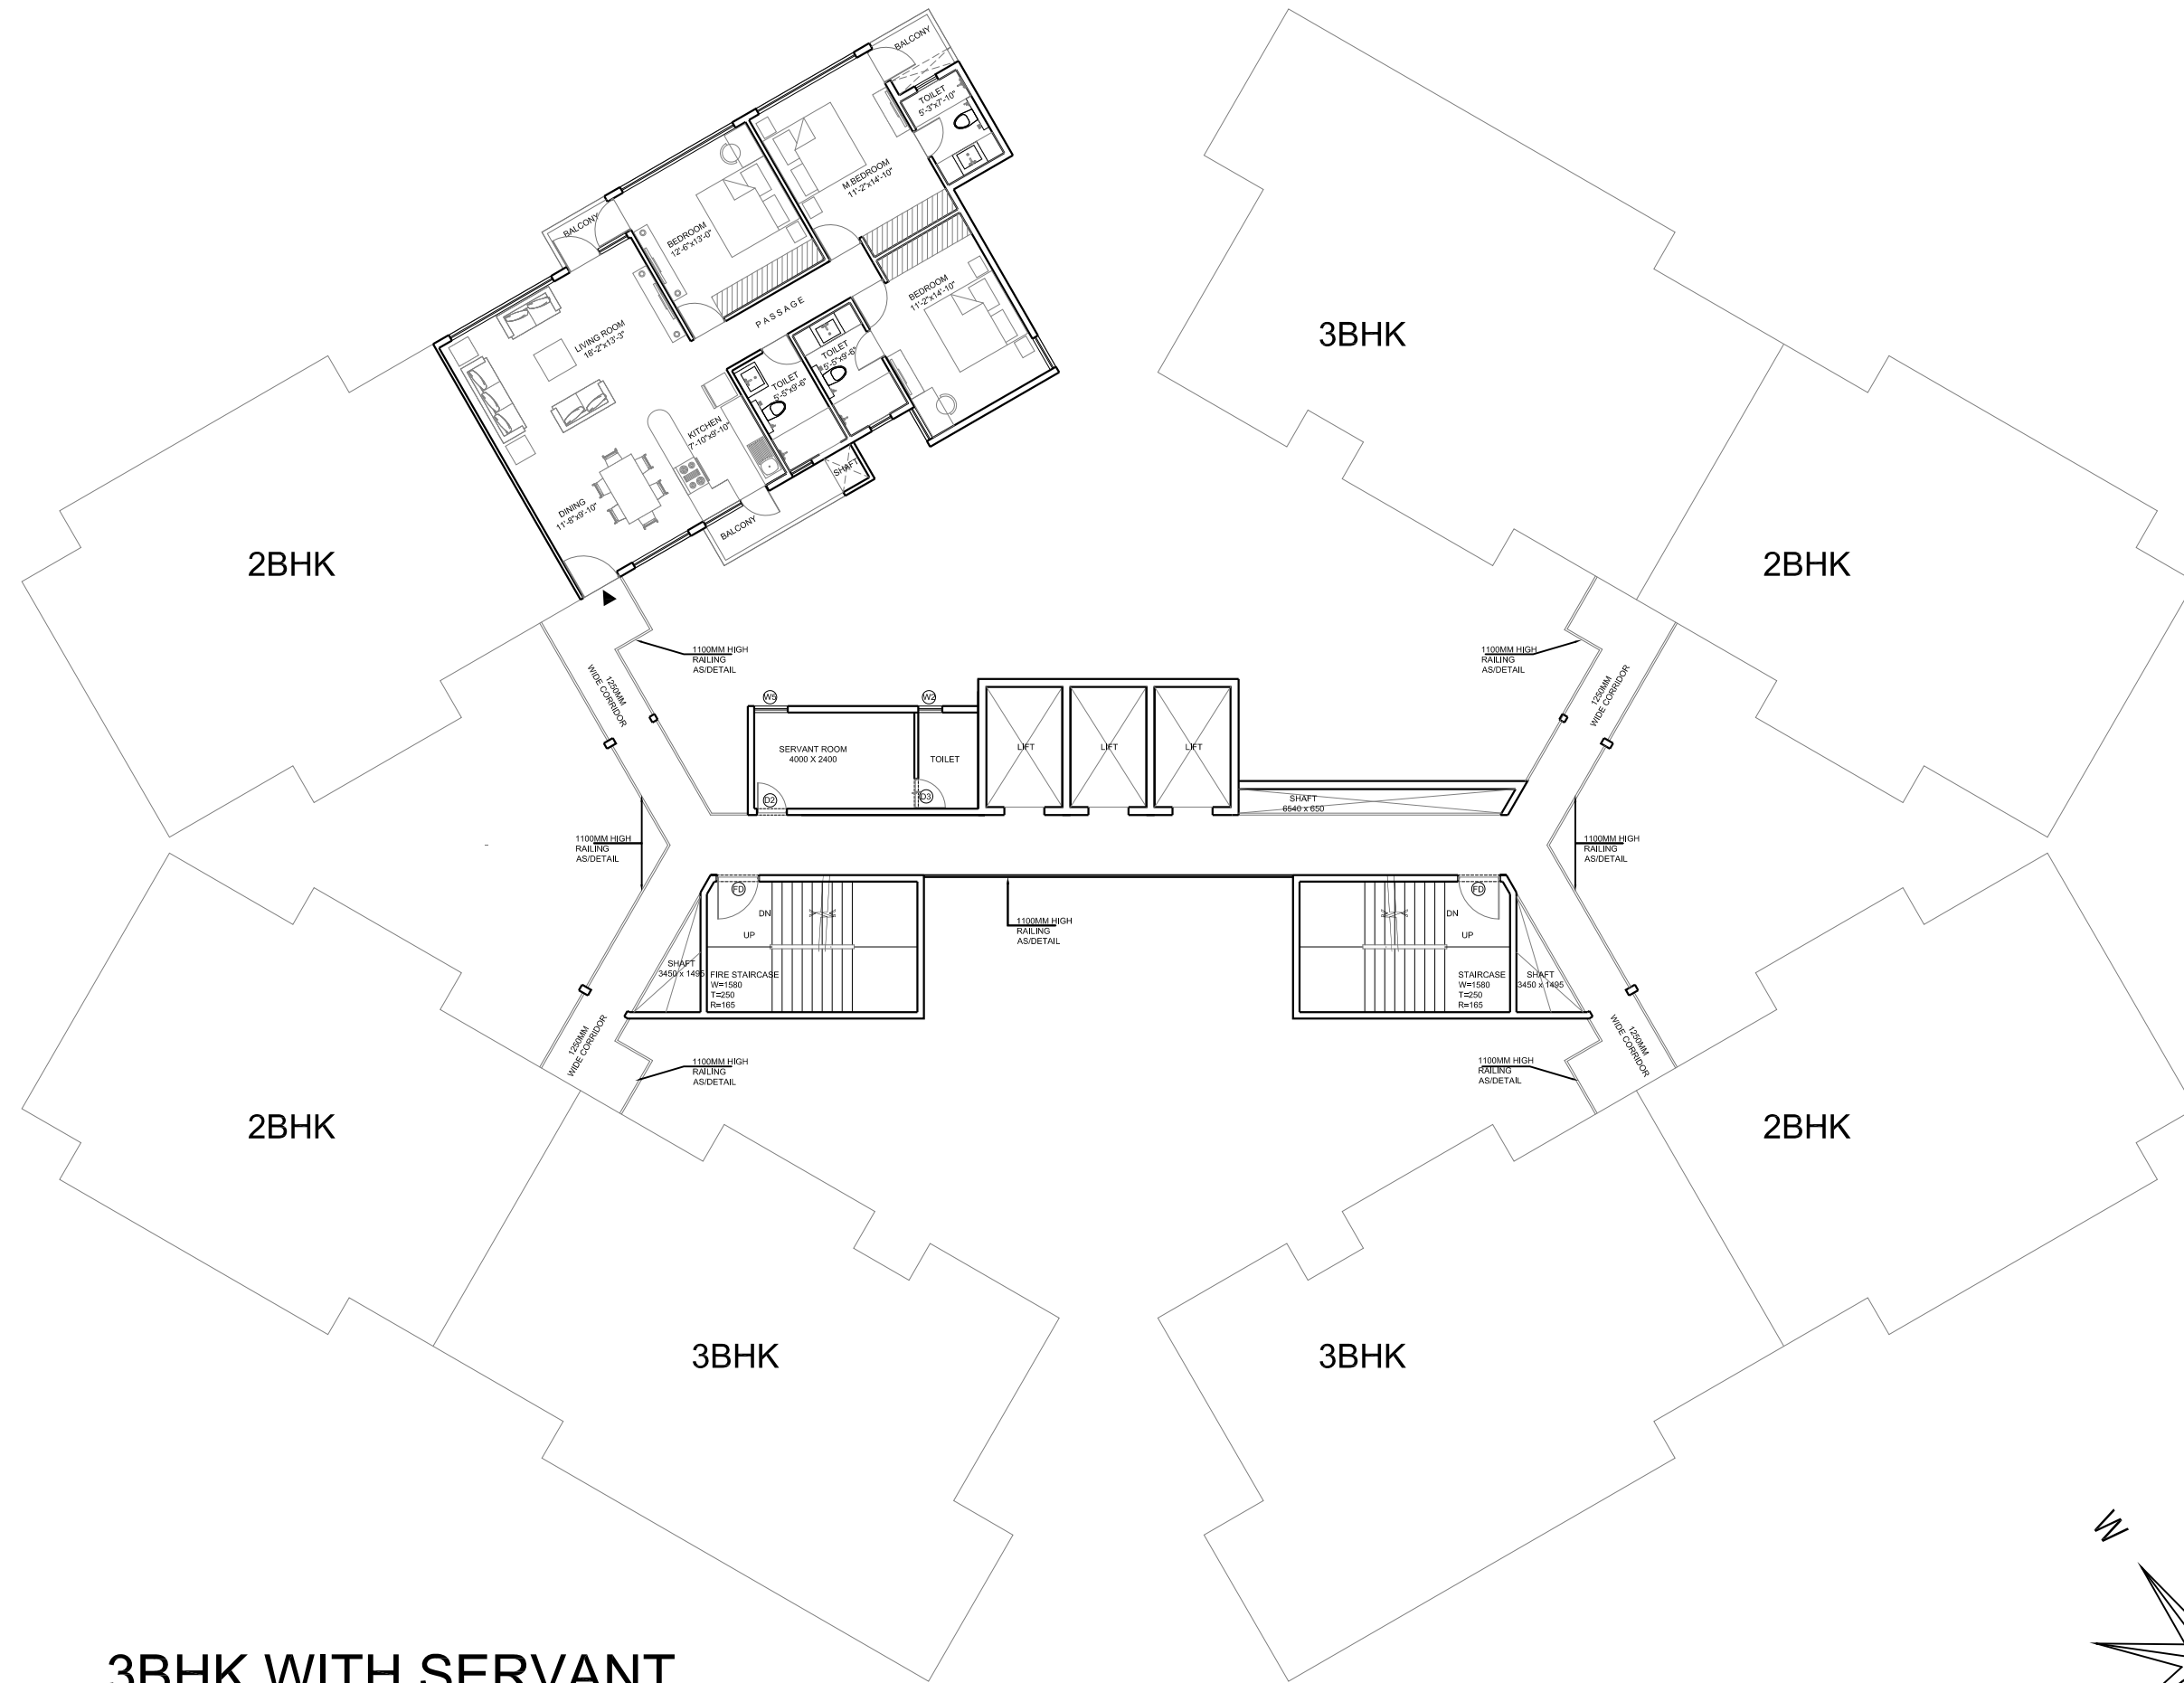 BALCONY
TOILET
5'-3"x7'-10"
M.BEDROOM
11'-2"x14'-10"
BALCONY
BEDROOM
12'-6"x13'-0"
BEDROOM
11'-2"x14'-10"
PASSAGE
LIVING ROOM
18'-2"x13'-3"
TOILET
5'-5"x9'-6"
TOILET
5'-5"x9'-6"
KITCHEN
7'-10"x9'-10"
SHAFT
DINING
11'-8"x9'-10"
BALCONY
3BHK
2BHK
2BHK
1100MM HIGH
RAILING
AS/DETAIL
1100MM HIGH
RAILING
AS/DETAIL
1250MM
WIDE CORRIDOR
1250MM
WIDE CORRIDOR
W5
W2
SERVANT ROOM
4000 X 2400
TOILET
LIFT
LIFT
LIFT
D2
D3
SHAFT
6540 x 650
1100MM HIGH
RAILING
AS/DETAIL
1100MM HIGH
RAILING
AS/DETAIL
FD
DN
UP
FD
DN
UP
1100MM HIGH
RAILING
AS/DETAIL
SHAFT
3450 x 1495
FIRE STAIRCASE
W=1580
T=250
R=165
STAIRCASE
W=1580
T=250
R=165
SHAFT
3450 x 1495
1250MM
WIDE CORRIDOR
1250MM
WIDE CORRIDOR
1100MM HIGH
RAILING
AS/DETAIL
1100MM HIGH
RAILING
AS/DETAIL
2BHK
2BHK
3BHK
3BHK
W
3BHK WITH SERVANT